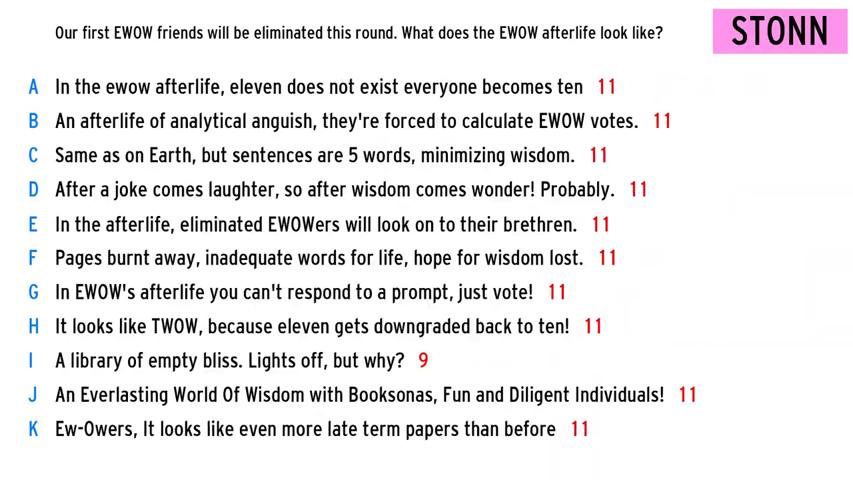 Our first EWOW friends will be eliminated this round. What does the EWOW afterlife look like?
STONN
A In the ewow afterlife, eleven does not exist everyone becomes ten 11
B An afterlife of analytical anguish, they're forced to calculate EWOW votes. 11
C Same as on Earth, but sentences are 5 words, minimizing wisdom. 11
D After a joke comes laughter, so after wisdom comes wonder! Probably. 11
E In the afterlife, eliminated EWOWers will look on to their brethren. 11
F Pages burnt away, inadequate words for life, hope for wisdom lost. 11
G In EWOW's afterlife you can't respond to a prompt, just vote! 11
H It looks like TWOW, because eleven gets downgraded back to ten! 11
I A library of empty bliss. Lights off, but why? 9
J An Everlasting World Of Wisdom with Booksonas, Fun and Diligent Individuals! 11
K Ew-Owers, It looks like even more late term papers than before 11